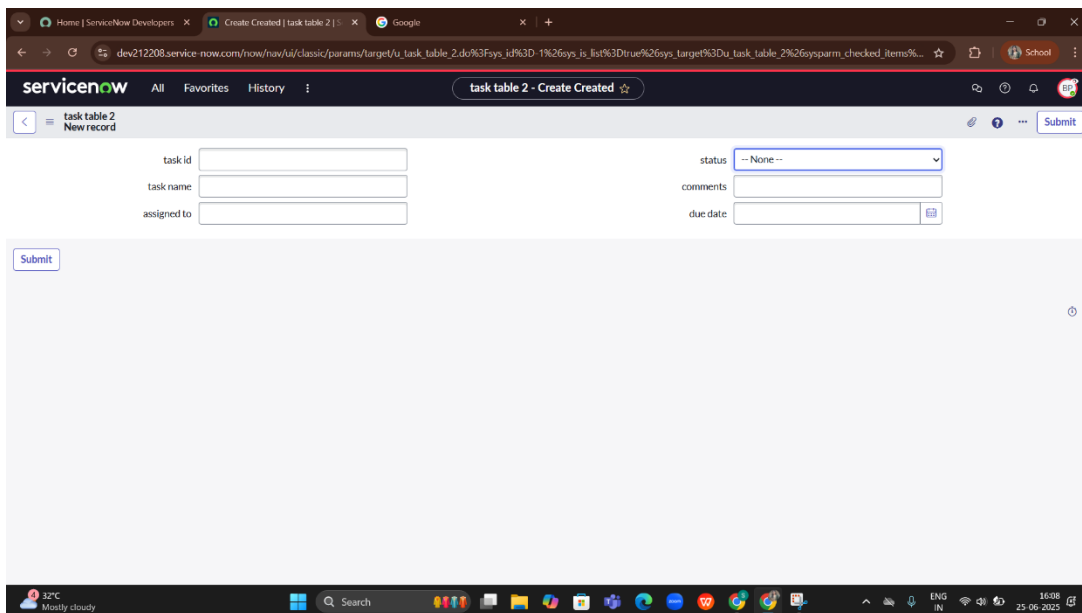 Home | ServiceNow Developers
Create Created | task table 2 | S
Google
dev212208.service-now.com/now/nav/ui/classic/params/target/u_task_table_2.do%3Fsys_id%3D-1%26sys_is_list%3Dtrue%26sys_target%3Du_task_table_2%26sysparm_checked_items%...
School
servicenow
All Favorites History
task table 2 - Create Created
BP
task table 2
New record
Submit
task id
status -- None --
task name
comments
assigned to
due date
Submit
4
32°C
Mostly cloudy
Search
ENG
IN
16:08
25-06-2025